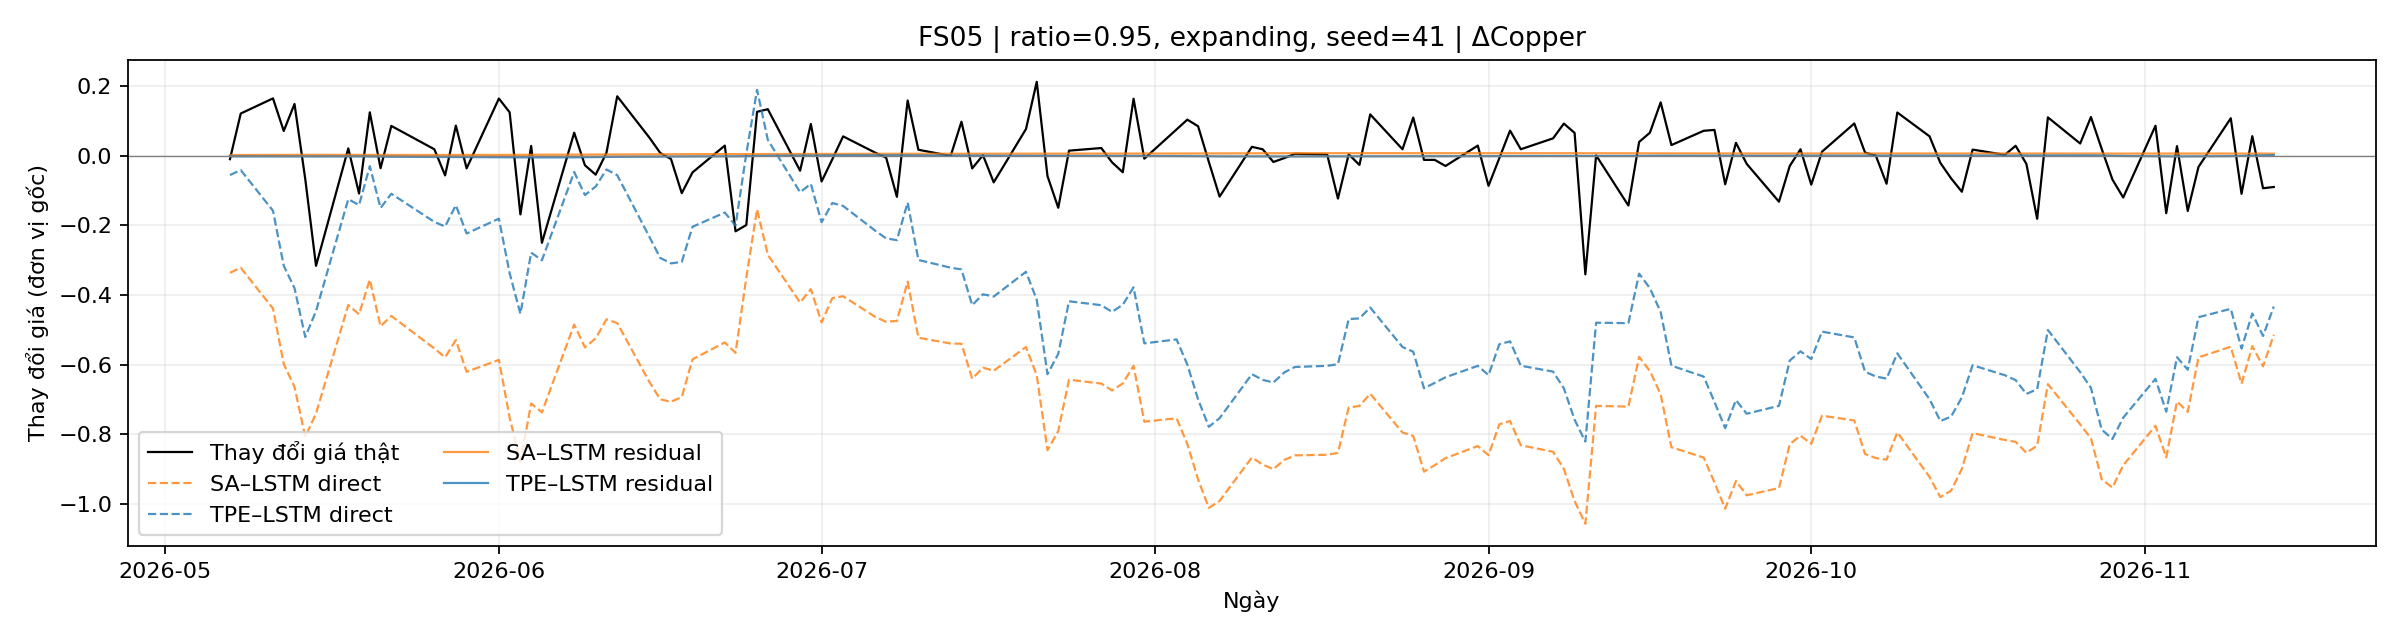 FS05 | ratio=0.95, expanding, seed=41 | ΔCopper
Thay đổi giá (đơn vị gốc)
0.2
0.0
−0.2
−0.4
−0.6
−0.8
−1.0
Thay đổi giá thật
SA–LSTM direct
TPE–LSTM direct
SA–LSTM residual
TPE–LSTM residual
2026-05
2026-06
2026-07
2026-08
2026-09
2026-10
2026-11
Ngày